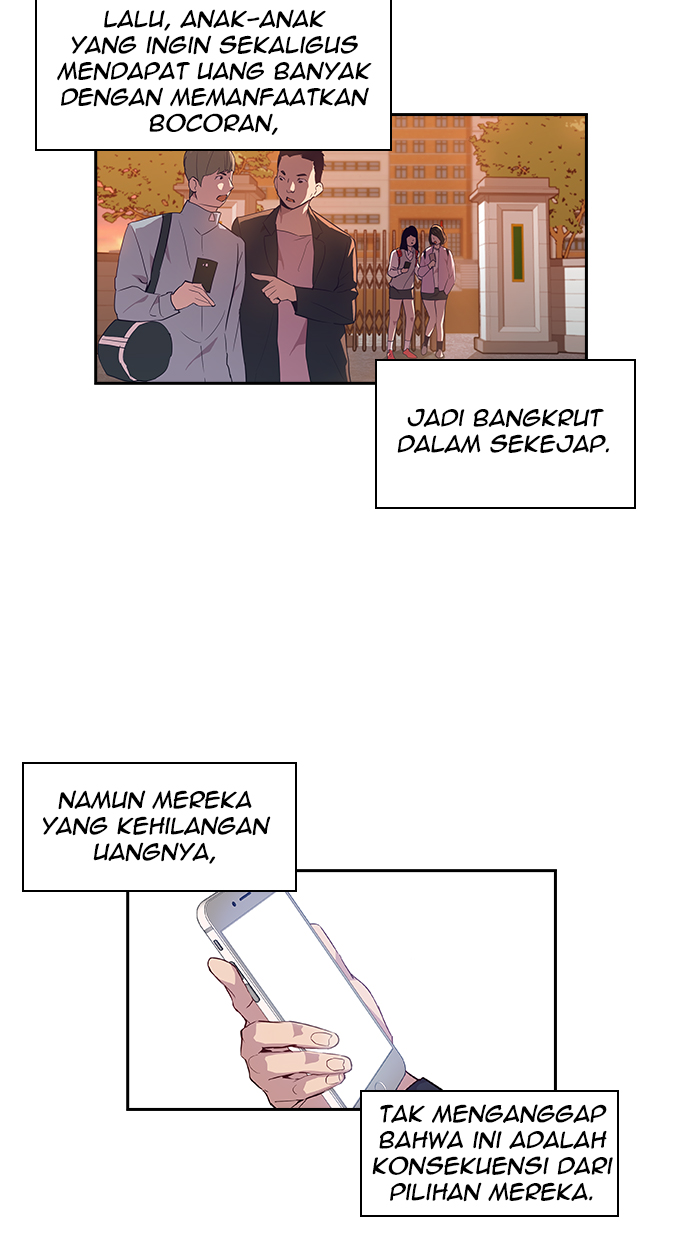 LALU, ANAK-ANAK
YANG INGIN SEKALIGUS
MENDAPAT UANG BANYAK
DENGAN MEMANFAATKAN
BOCORAN,
JADI BANGKRUT
DALAM SEKEJAP.
NAMUN MEREKA
YANG KEHILANGAN
UANGNYA,
TAK MENGANGGAP
BAHWA INI ADALAH
KONSEKUENSI DARI
PILIHAN MEREKA.